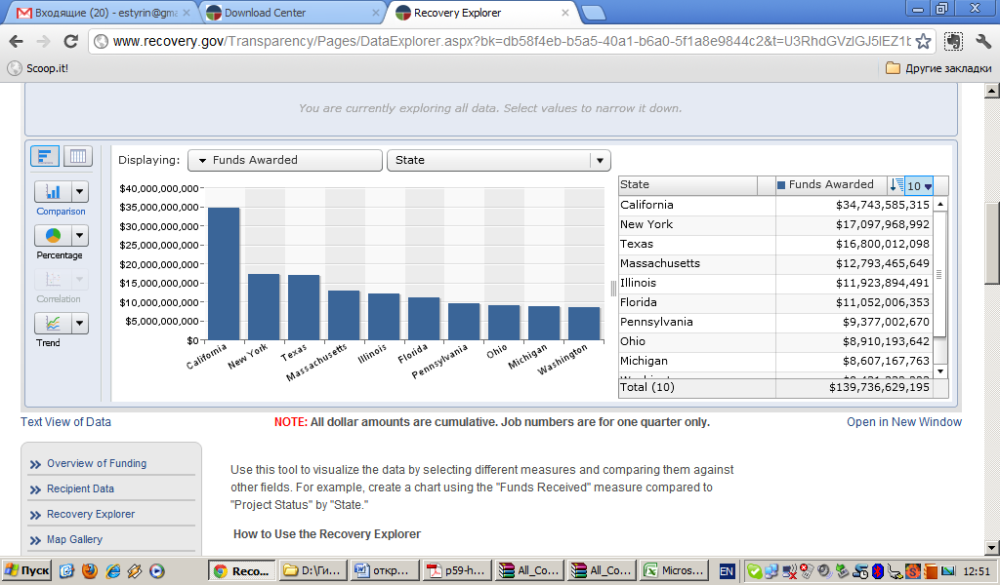 Входящие (20) - estyrin@gma
Download Center
Recovery Explorer
www.recovery.gov/Transparency/Pages/DataExplorer.aspx?bk=db58f4eb-b5a5-40a1-b6a0-5f1a8e9844c2&t=U3RhdGVzlGJ5lEZ1b
Scoop.it!
Другие закладки
You are currently exploring all data. Select values to narrow it down.
Displaying: Funds Awarded State
Comparison
Percentage
Correlation
Trend
$40,000,000,000
$35,000,000,000
$30,000,000,000
$25,000,000,000
$20,000,000,000
$15,000,000,000
$10,000,000,000
$5,000,000,000
$0
California
New York
Texas
Massachusetts
Illinois
Florida
Pennsylvania
Ohio
Michigan
Washington
State Funds Awarded 10
California $34,743,585,315
New York $17,097,968,992
Texas $16,800,012,098
Massachusetts $12,793,465,649
Illinois $11,923,894,491
Florida $11,052,006,353
Pennsylvania $9,377,002,670
Ohio $8,910,193,642
Michigan $8,607,167,763
Total (10) $139,736,629,195
Text View of Data
NOTE: All dollar amounts are cumulative. Job numbers are for one quarter only.
Open in New Window
Overview of Funding
Recipient Data
Recovery Explorer
Map Gallery
Use this tool to visualize the data by selecting different measures and comparing them against
other fields. For example, create a chart using the "Funds Received" measure compared to
"Project Status" by "State."
How to Use the Recovery Explorer
Пуск
Reco...
D:\Ги...
откр...
p59-h...
All_Co...
All_Co...
Micros...
EN
12:51